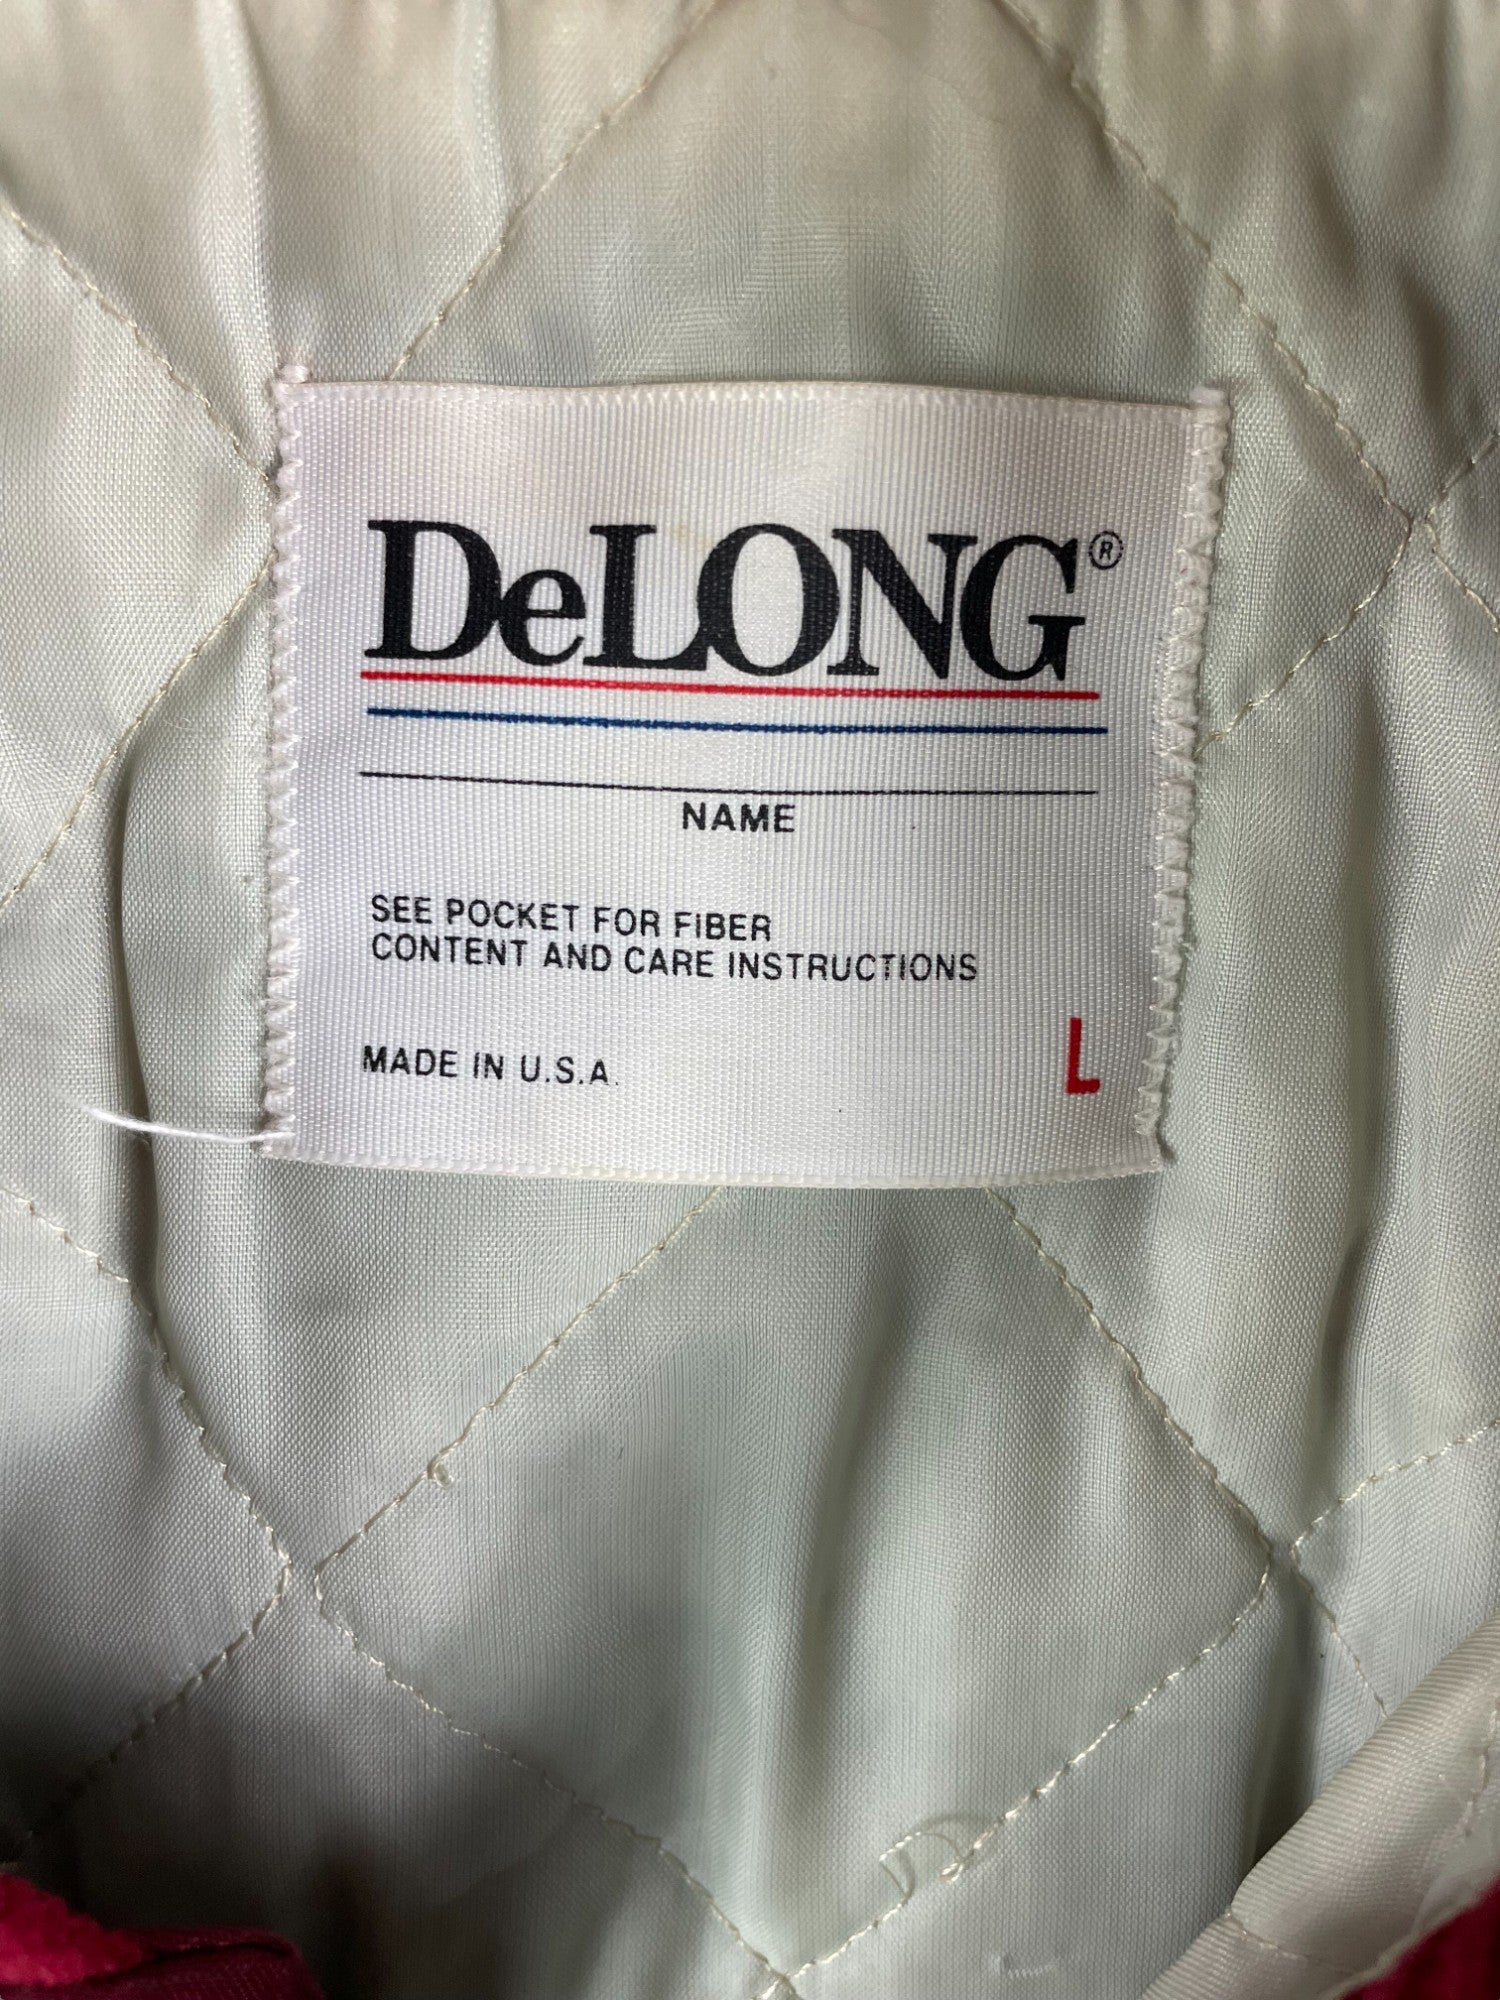 DeLONG®
NAME
SEE POCKET FOR FIBER
CONTENT AND CARE INSTRUCTIONS
MADE IN U.S.A.
L